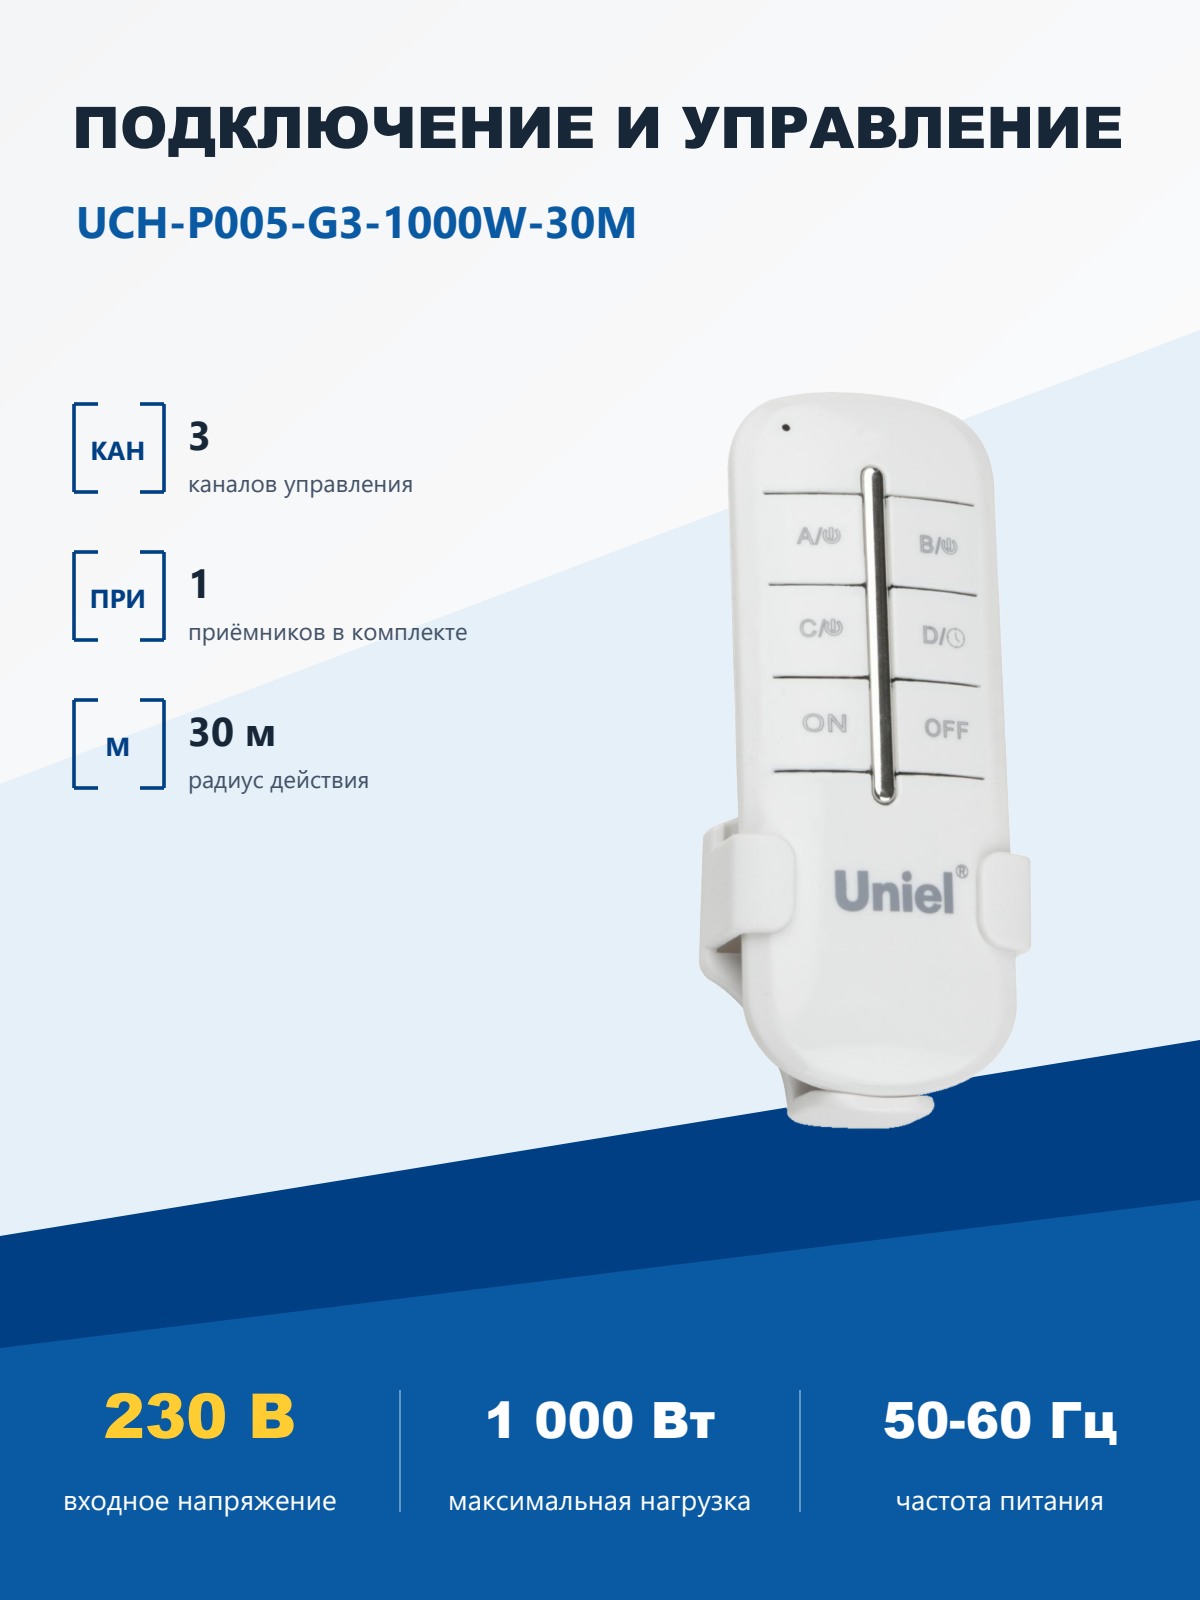 ПОДКЛЮЧЕНИЕ И УПРАВЛЕНИЕ
UCH-P005-G3-1000W-30M
КАН
3
каналов управления
ПРИ
1
приёмников в комплекте
М
30 м
радиус действия
A/ B/
C/ D/
ON OFF
Uniel®
230 В
входное напряжение
1 000 Вт
максимальная нагрузка
50-60 Гц
частота питания